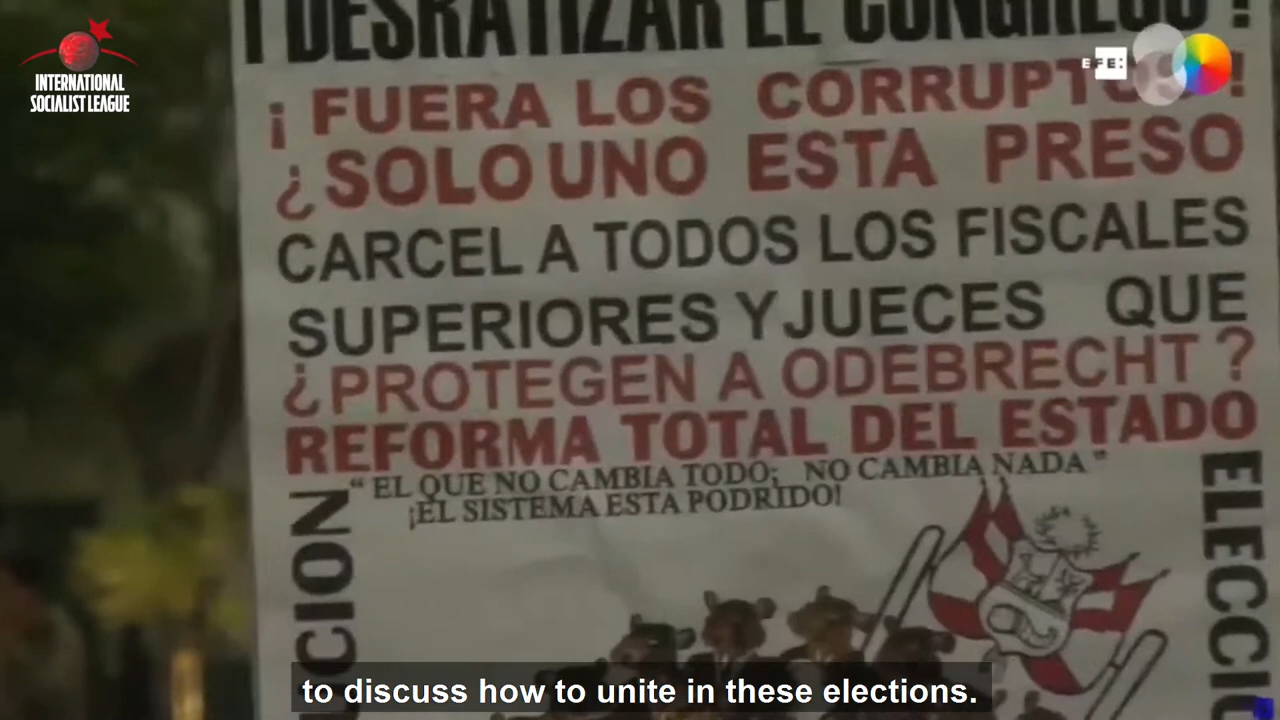 ¡ DESRATIZAR EL CONGRESO !
INTERNATIONAL
SOCIALIST LEAGUE
EFE:
¡ FUERA LOS CORRUPTOS !
¿ SOLO UNO ESTA PRESO
CARCEL A TODOS LOS FISCALES
SUPERIORES Y JUECES QUE
¿PROTEGEN A ODEBRECHT ?
REFORMA TOTAL DEL ESTADO
“ EL QUE NO CAMBIA TODO; NO CAMBIA NADA ”
¡EL SISTEMA ESTA PODRIDO!
UCION
ELECCIO
to discuss how to unite in these elections.